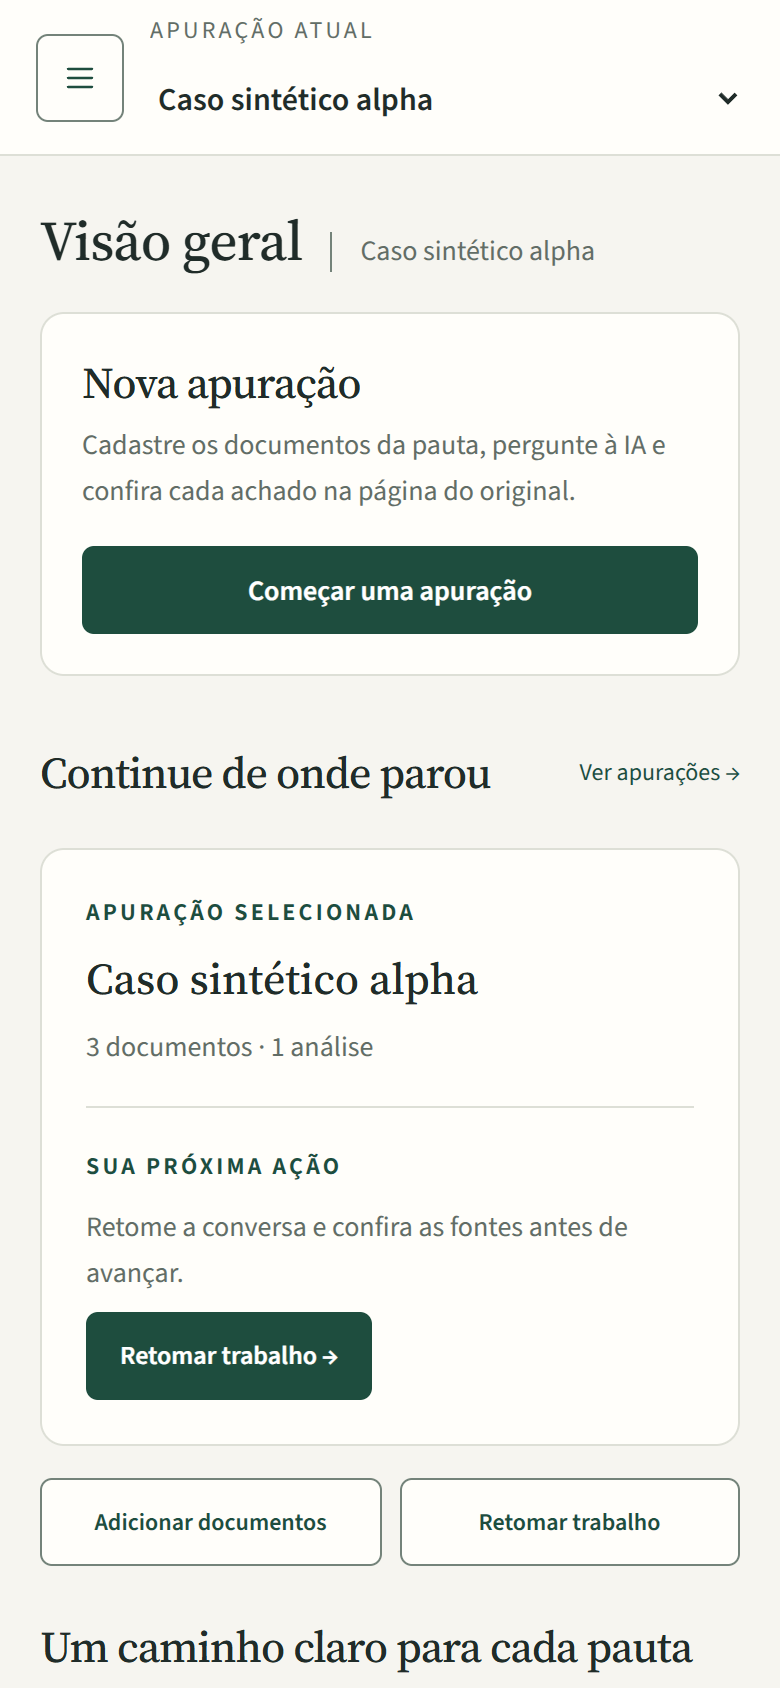 APURAÇÃO ATUAL
Caso sintético alpha
Visão geral
Caso sintético alpha
Nova apuração
Cadastre os documentos da pauta, pergunte à IA e
confira cada achado na página do original.
Começar uma apuração
Continue de onde parou
Ver apurações →
APURAÇÃO SELECIONADA
Caso sintético alpha
3 documentos · 1 análise
SUA PRÓXIMA AÇÃO
Retome a conversa e confira as fontes antes de
avançar.
Retomar trabalho →
Adicionar documentos
Retomar trabalho
Um caminho claro para cada pauta